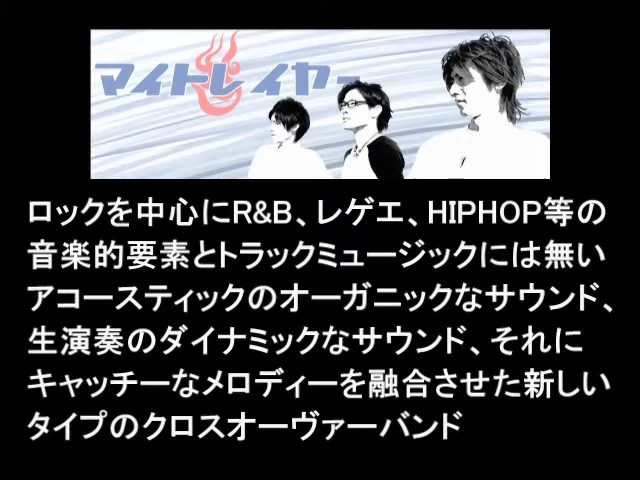 マイトレイヤー
ロックを中心にR&B、レゲエ、HIPHOP等の
音楽的要素とトラックミュージックには無い
アコースティックのオーガニックなサウンド、
生演奏のダイナミックなサウンド、それに
キャッチーなメロディーを融合させた新しい
タイプのクロスオーヴァーバンド